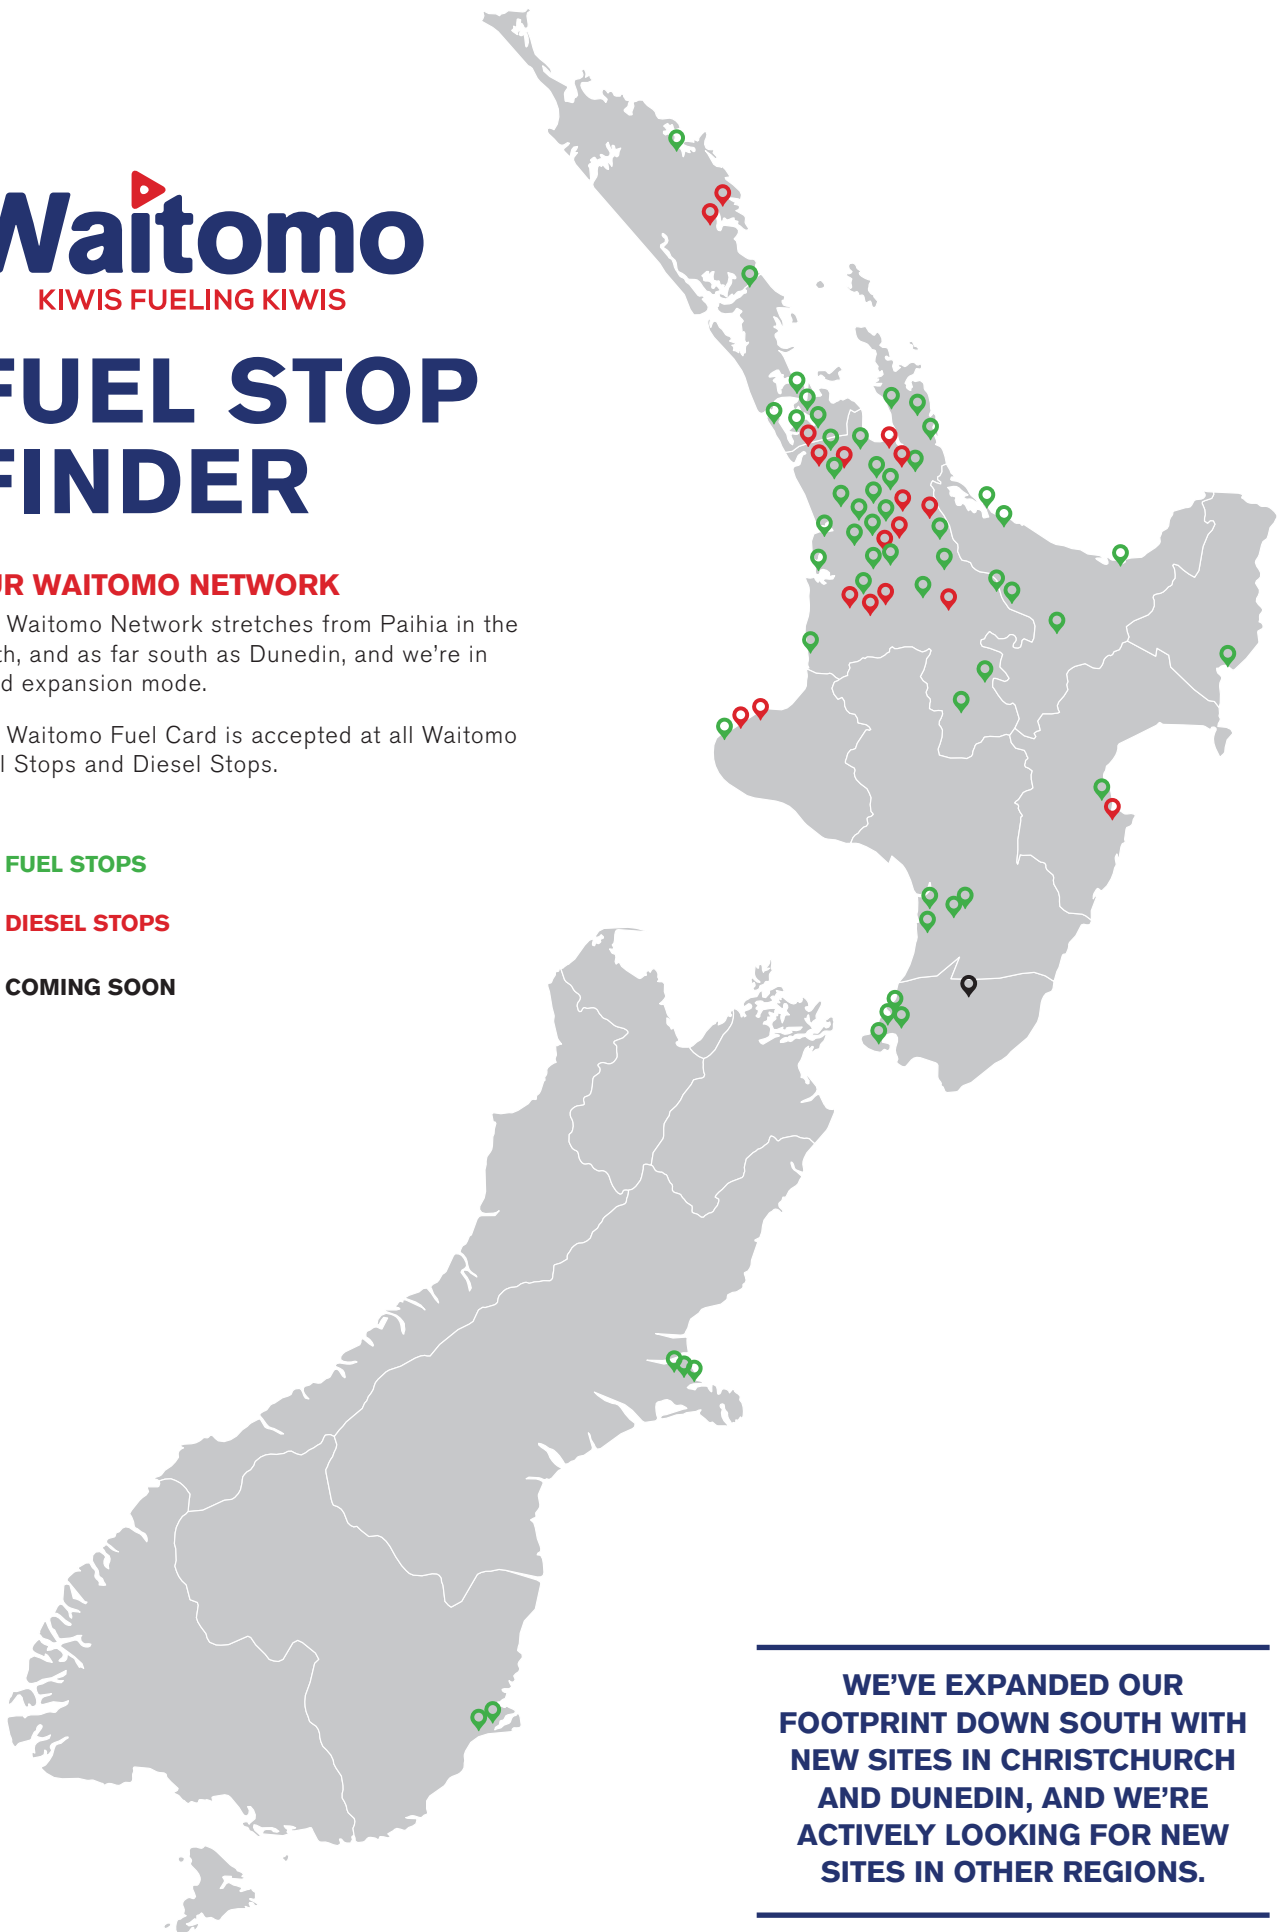 Waitomo
KIWIS FUELING KIWIS
FUEL STOP
FINDER
UR WAITOMO NETWORK
Waitomo Network stretches from Paihia in the
th, and as far south as Dunedin, and we're in
d expansion mode.
Waitomo Fuel Card is accepted at all Waitomo
l Stops and Diesel Stops.
FUEL STOPS
DIESEL STOPS
COMING SOON
WE'VE EXPANDED OUR
FOOTPRINT DOWN SOUTH WITH
NEW SITES IN CHRISTCHURCH
AND DUNEDIN, AND WE'RE
ACTIVELY LOOKING FOR NEW
SITES IN OTHER REGIONS.